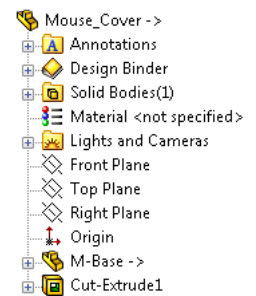 Mouse_Cover ->
Annotations
Design Binder
Solid Bodies(1)
Material <not specified>
Lights and Cameras
Front Plane
Top Plane
Right Plane
Origin
M-Base ->
Cut-Extrude1